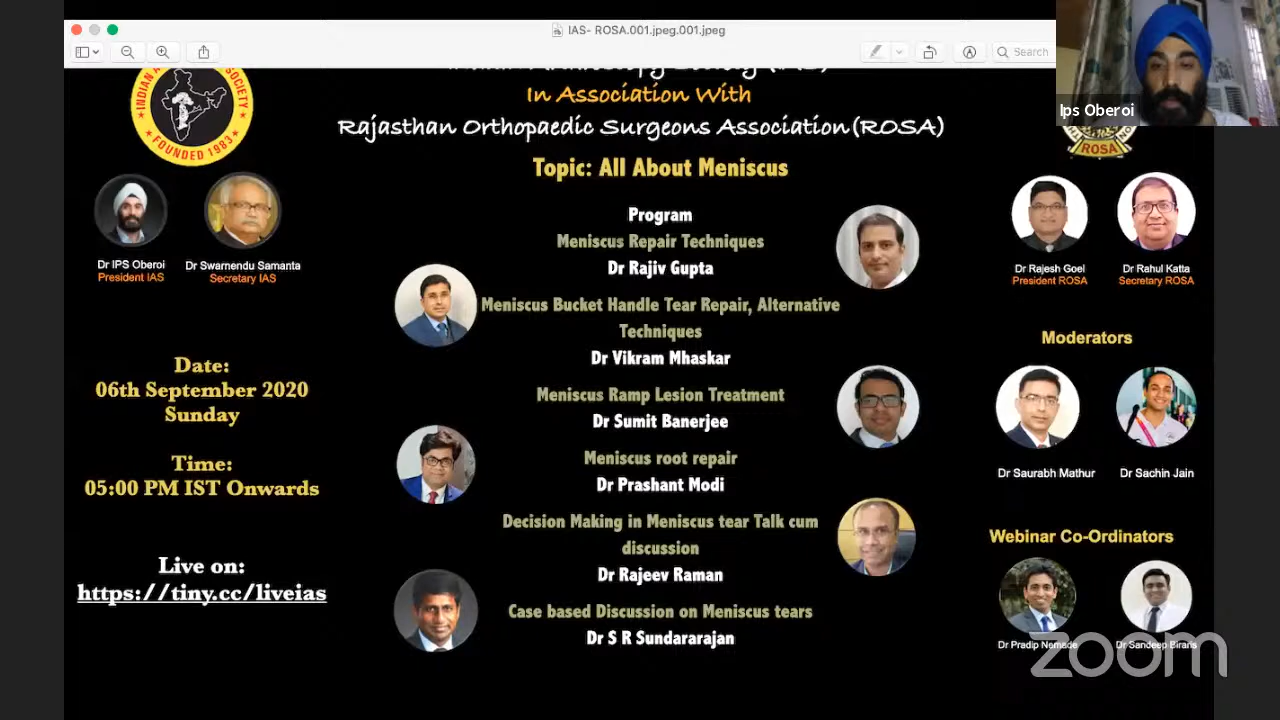 IAS- ROSA.001.jpeg.001.jpeg
Search
Ips Oberoi
INDIAN
SOCIETY
FOUNDED 1983
In Association With
Rajasthan Orthopaedic Surgeons Association(ROSA)
ROSA
Topic: All About Meniscus
Dr IPS Oberoi
President IAS
Dr Swarnendu Samanta
Secretary IAS
Date:
06th September 2020
Sunday
Time:
05:00 PM IST Onwards
Live on:
https://tiny.cc/liveias
Program
Meniscus Repair Techniques
Dr Rajiv Gupta
Meniscus Bucket Handle Tear Repair, Alternative
Techniques
Dr Vikram Mhaskar
Meniscus Ramp Lesion Treatment
Dr Sumit Banerjee
Meniscus root repair
Dr Prashant Modi
Decision Making in Meniscus tear Talk cum
discussion
Dr Rajeev Raman
Case based Discussion on Meniscus tears
Dr S R Sundararajan
Dr Rajesh Goel
President ROSA
Dr Rahul Katta
Secretary ROSA
Moderators
Dr Saurabh Mathur
Dr Sachin Jain
Webinar Co-Ordinators
Dr Pradip Nemade
Dr Sandeep Biraris
zoom